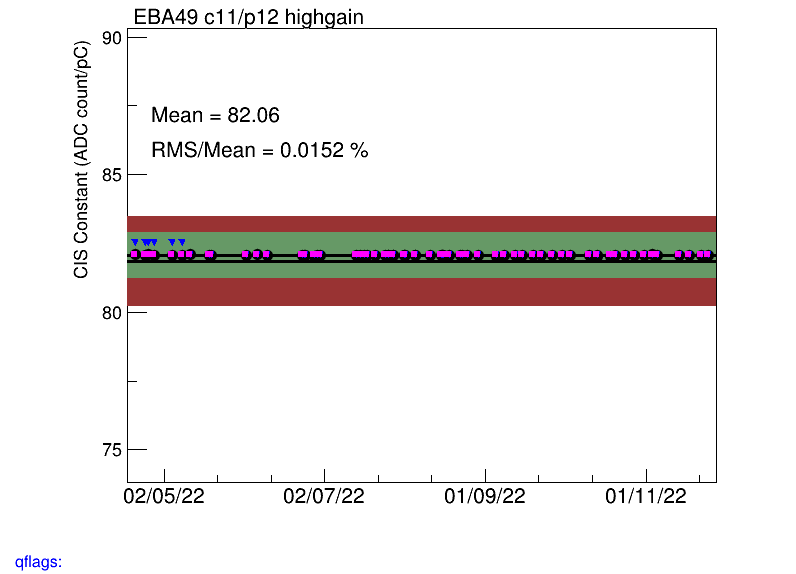 EBA49 c11/p12 highgain
90
85
80
75
CIS Constant (ADC count/pC)
Mean = 82.06
RMS/Mean = 0.0152 %
02/05/22 02/07/22 01/09/22 01/11/22
qflags: